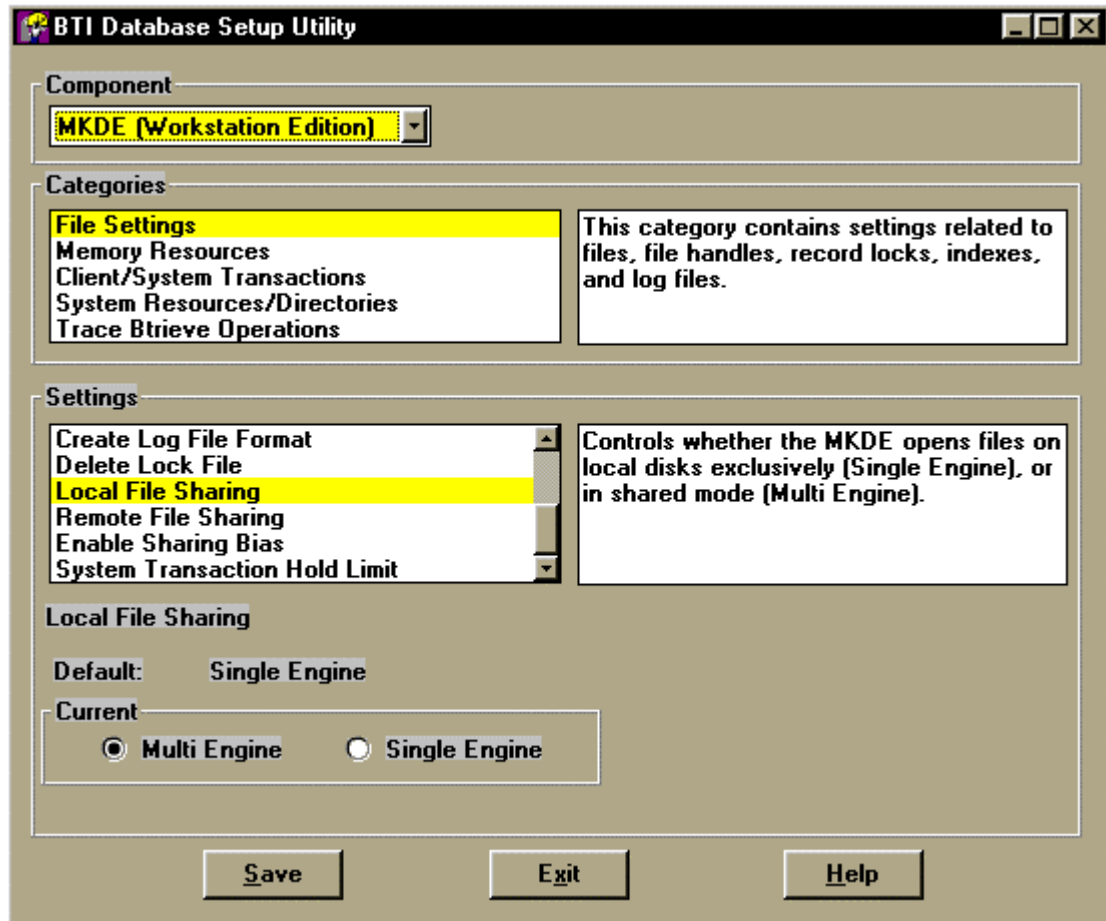 BTI Database Setup Utility
Component
MKDE (Workstation Edition)
Categories
File Settings
Memory Resources
Client/System Transactions
System Resources/Directories
Trace Btrieve Operations
This category contains settings related to
files, file handles, record locks, indexes,
and log files.
Settings
Create Log File Format
Delete Lock File
Local File Sharing
Remote File Sharing
Enable Sharing Bias
System Transaction Hold Limit
Controls whether the MKDE opens files on
local disks exclusively (Single Engine), or
in shared mode (Multi Engine).
Local File Sharing
Default: Single Engine
Current
Multi Engine Single Engine
Save Exit Help